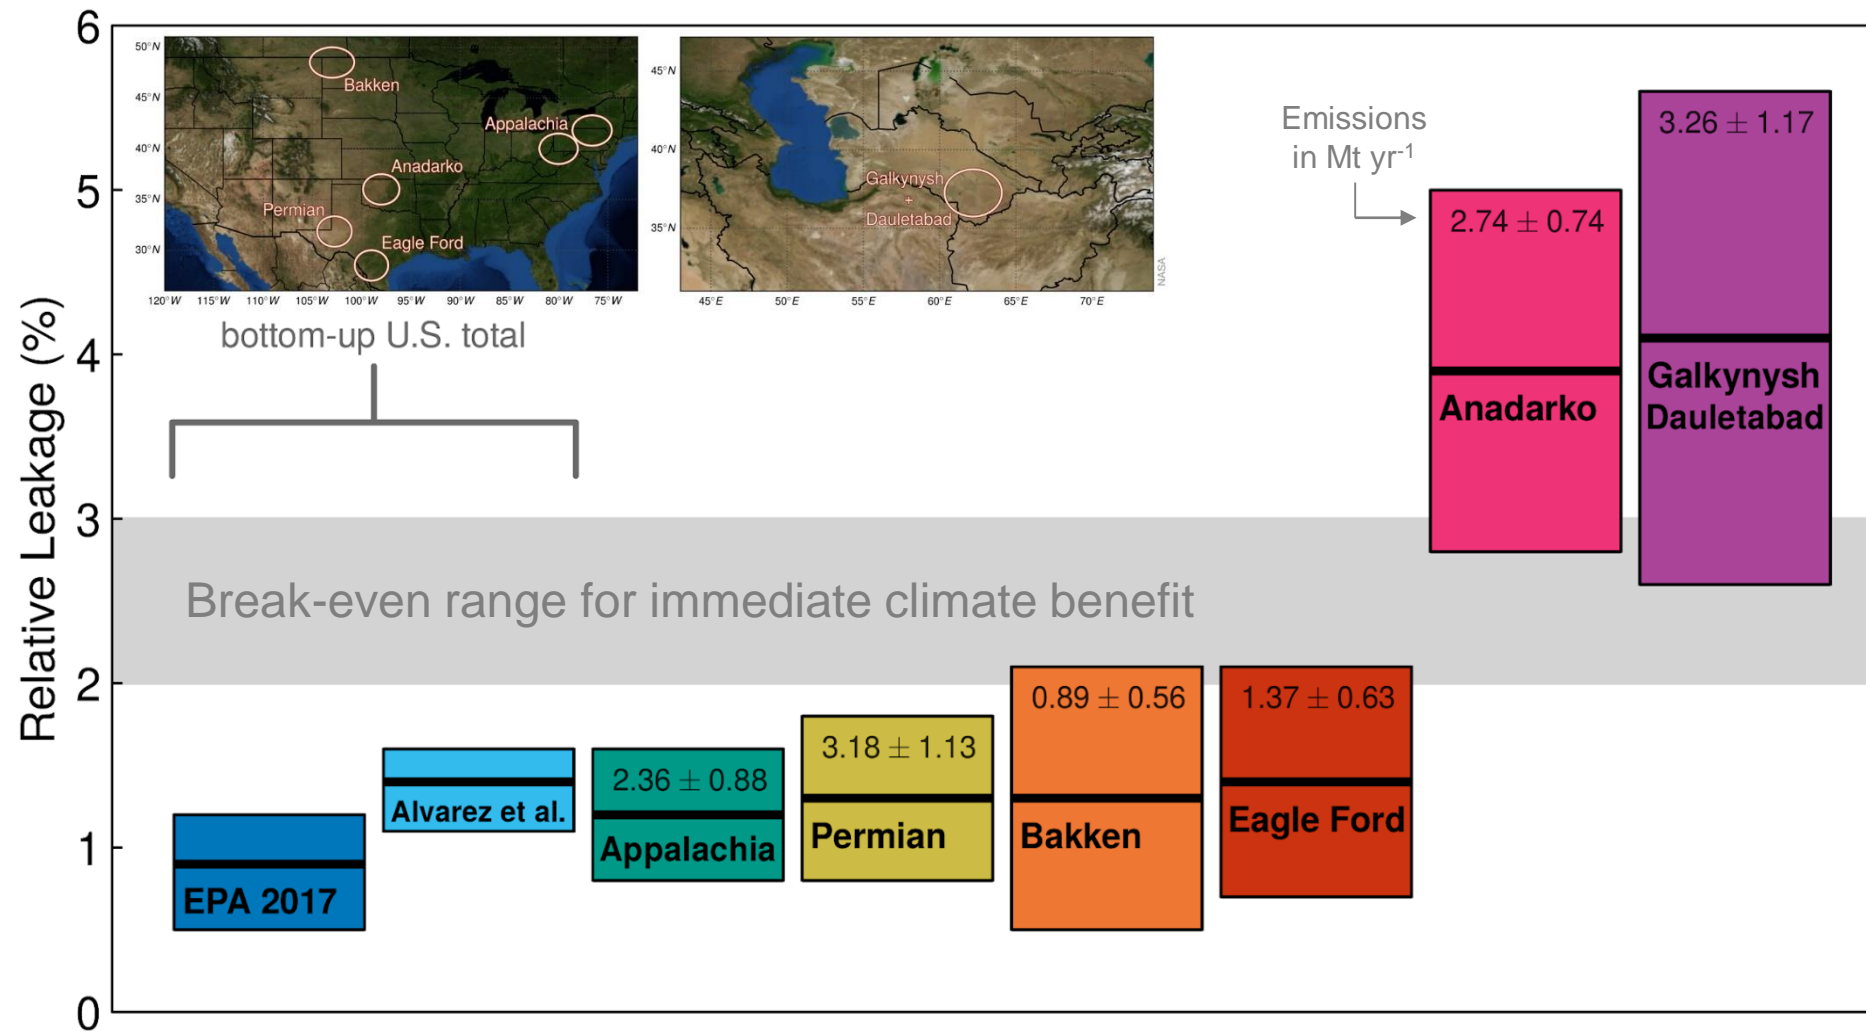 6
5
4
3
2
1
0
Relative Leakage (%)
50°N
45°N
40°N
35°N
30°N
120°W 115°W 110°W 105°W 100°W 95°W 90°W 85°W 80°W 75°W
Bakken
Appalachia
Anadarko
Permian
Eagle Ford
45°N
40°N
35°N
45°E 50°E 55°E 60°E 65°E 70°E
Galkynysh
+
Dauletabad
NASA
bottom-up U.S. total
Emissions
in Mt yr⁻¹
Break-even range for immediate climate benefit
EPA 2017
Alvarez et al.
2.36 ± 0.88
Appalachia
3.18 ± 1.13
Permian
0.89 ± 0.56
Bakken
1.37 ± 0.63
Eagle Ford
2.74 ± 0.74
Anadarko
3.26 ± 1.17
Galkynysh
Dauletabad